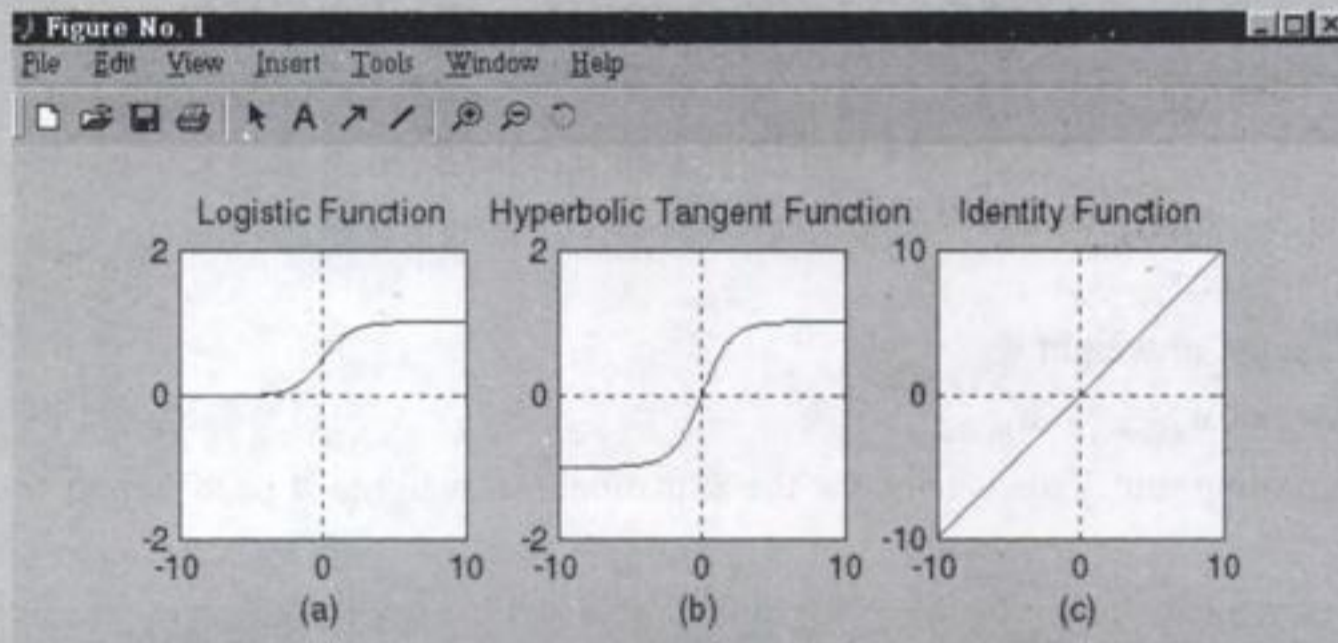 Figure No. 1
File Edit View Insert Tools Window Help
A
Logistic Function Hyperbolic Tangent Function Identity Function
2 2 10
0 0 0
-2 -2 -10
-10 0 10 -10 0 10 -10 0 10
(a) (b) (c)